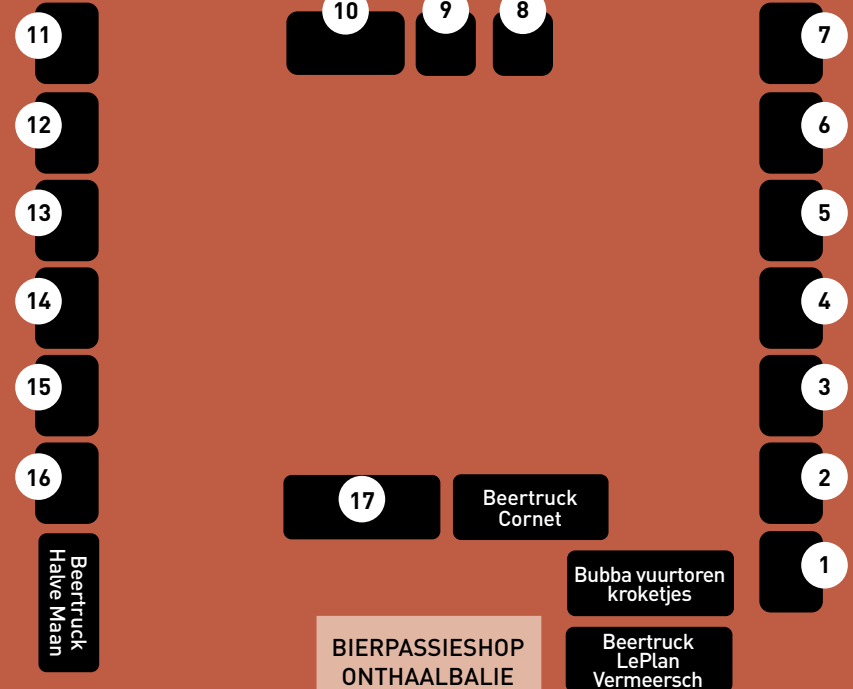 10
9
8
11
7
12
6
13
5
14
4
15
3
16
2
17
Beertruck
Cornet
1
Beertruck
Halve Maan
Bubba vuurtoren
kroketjes
BIERPASSIESHOP
ONTHAALBALIE
Beertruck
LePlan
Vermeersch